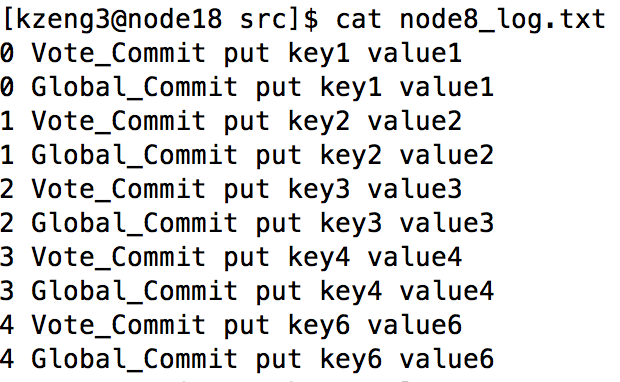 [kzeng3@node18 src]$ cat node8_log.txt
0 Vote_Commit put key1 value1
0 Global_Commit put key1 value1
1 Vote_Commit put key2 value2
1 Global_Commit put key2 value2
2 Vote_Commit put key3 value3
2 Global_Commit put key3 value3
3 Vote_Commit put key4 value4
3 Global_Commit put key4 value4
4 Vote_Commit put key6 value6
4 Global_Commit put key6 value6